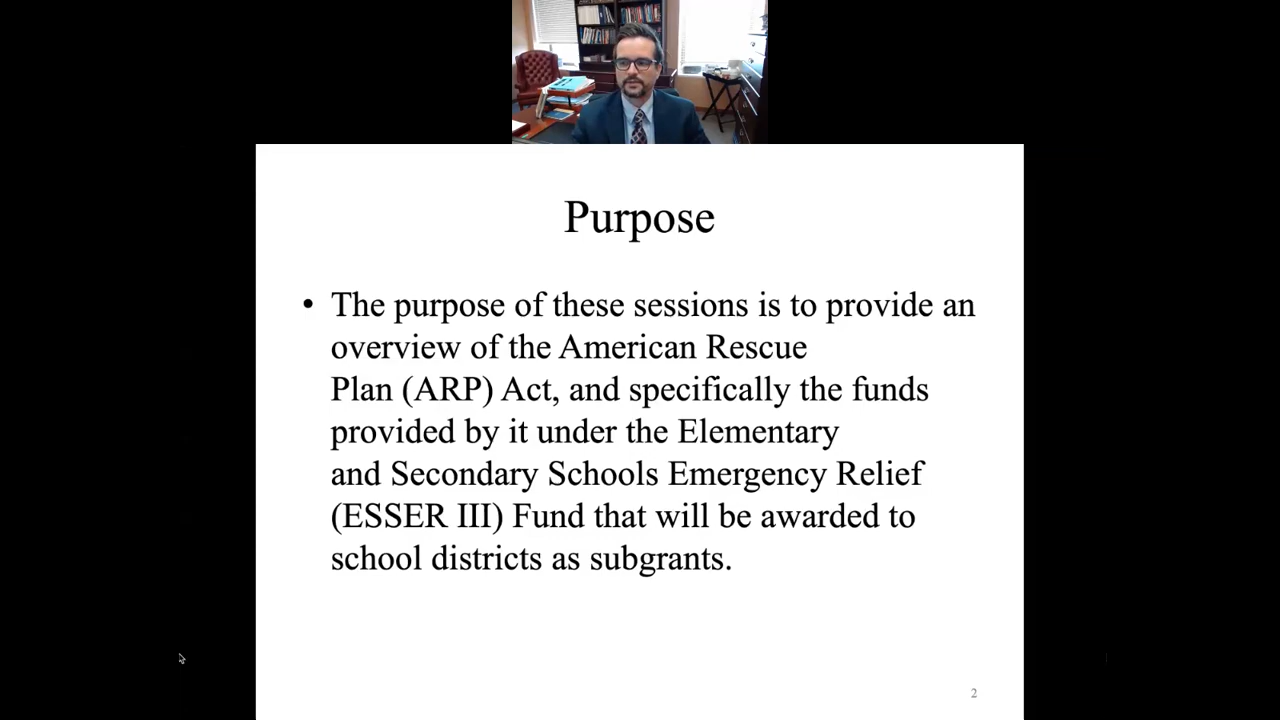 Purpose
• The purpose of these sessions is to provide an
overview of the American Rescue
Plan (ARP) Act, and specifically the funds
provided by it under the Elementary
and Secondary Schools Emergency Relief
(ESSER III) Fund that will be awarded to
school districts as subgrants.
2